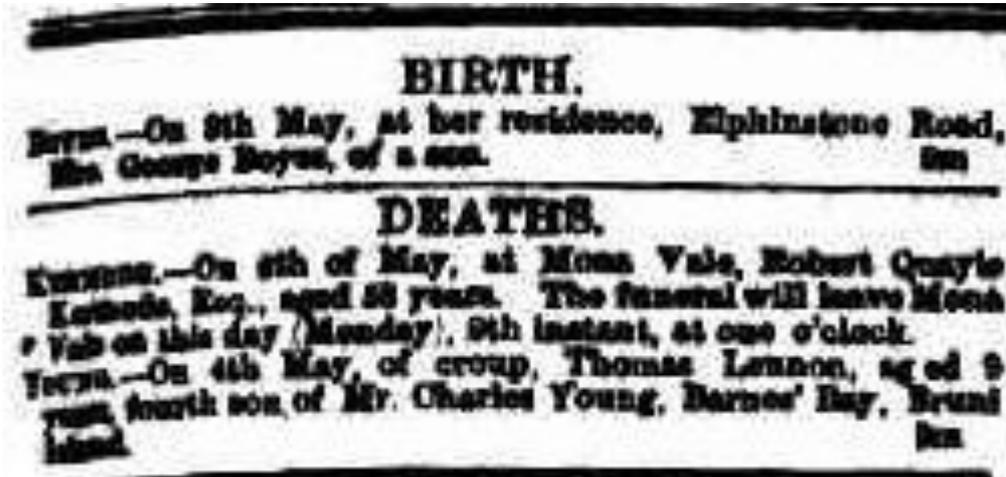 BIRTH.
BOYES.—On 9th May, at her residence, Elphinstone Road,
Mrs. George Boyes, of a son.
DEATHS.
On 6th of May, at Mona Vale, Robert Quayle
Kermode, Esq., aged 58 years. The funeral will leave Mona
Vale on this day (Monday), 9th instant, at one o'clock.
YOUNG.—On 4th May, of croup, Thomas Lennon, aged 9
years, fourth son of Mr. Charles Young, Barnes' Bay, Bruni
Island.